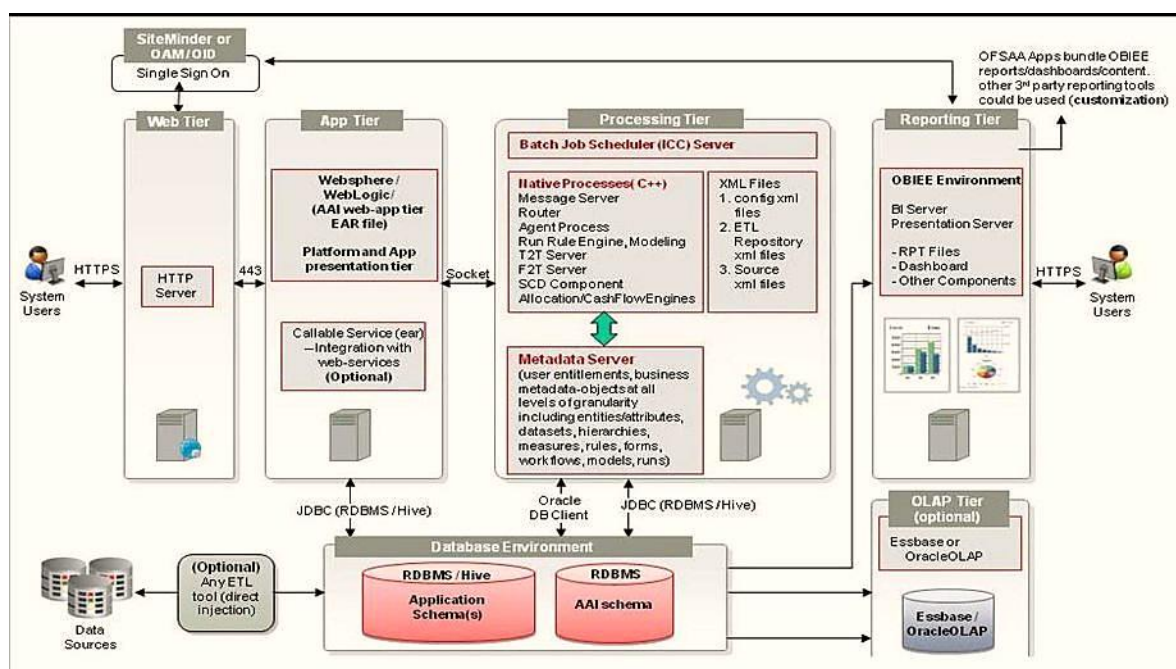 SiteMinder or
OAM/OID
Single Sign On
OFSAA Apps bundle OBIEE
reports/dashboards/content.
other 3rd party reporting tools
could be used (customization)
Web Tier
App Tier
Processing Tier
Reporting Tier
System
Users
HTTPS
HTTP
Server
443
Websphere /
WebLogic/
(AAI web-app tier
EAR file)
Platform and App
presentation tier
Callable Service (ear)
–Integration with
web-services
(Optional)
Socket
Batch Job Scheduler (ICC) Server
Native Processes( C++)
Message Server
Router
Agent Process
Run Rule Engine, Modeling
T2T Server
F2T Server
SCD Component
Allocation/CashFlowEngines
XML Files
1. config xml
files
2. ETL
Repository
xml files
3. Source
xml files
Metadata Server
(user entitlements, business
metadata-objects at all
levels of granularity
including entities/attributes,
datasets, hierarchies,
measures, rules, forms,
workflows, models, runs)
OBIEE Environment
BI Server
Presentation Server
- RPT Files
- Dashboard
- Other Components
HTTPS
System
Users
JDBC (RDBMS / Hive)
Oracle
DB Client
JDBC (RDBMS / Hive)
Data
Sources
(Optional)
Any ETL
tool (direct
injection)
Database Environment
RDBMS / Hive
Application
Schema(s)
RDBMS
AAI schema
OLAP Tier
(optional)
Essbase or
OracleOLAP
Essbase /
OracleOLAP